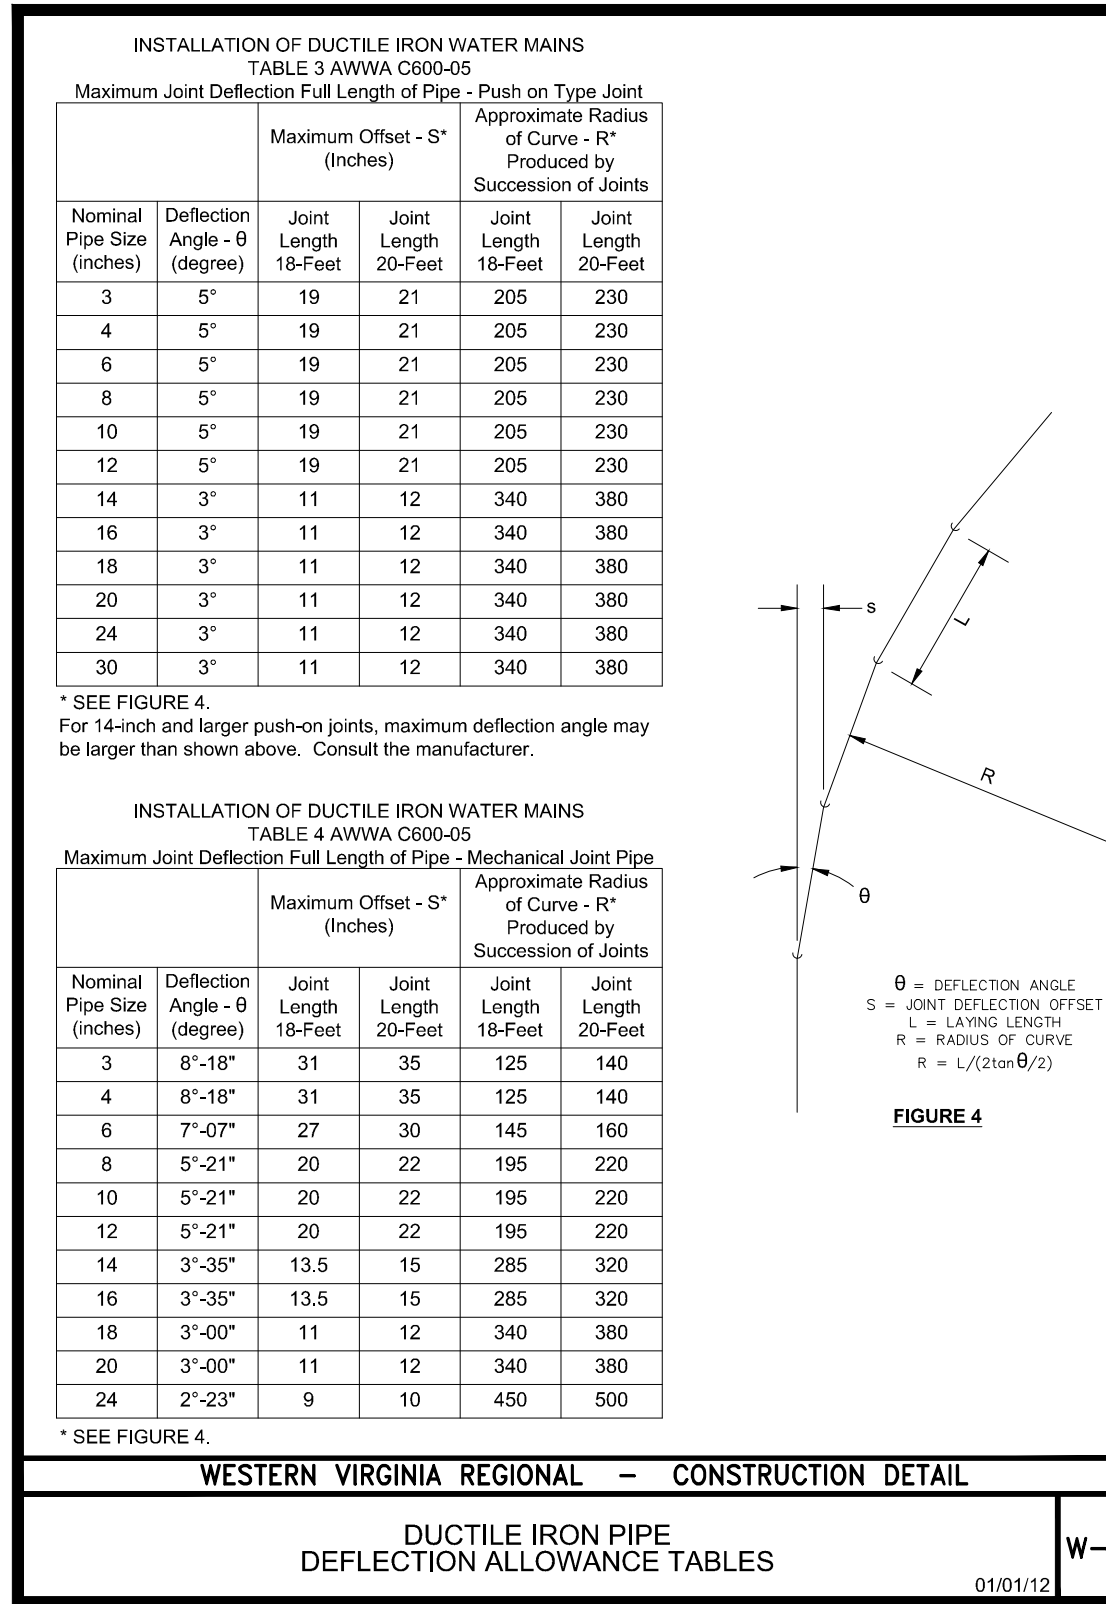 INSTALLATION OF DUCTILE IRON WATER MAINS
TABLE 3 AWWA C600-05
Maximum Joint Deflection Full Length of Pipe - Push on Type Joint
Maximum Offset - S*
(Inches)
Approximate Radius
of Curve - R*
Produced by
Succession of Joints
Nominal Pipe Size (inches) Deflection Angle - θ (degree) Joint Length 18-Feet Joint Length 20-Feet Joint Length 18-Feet Joint Length 20-Feet
3 5° 19 21 205 230
4 5° 19 21 205 230
6 5° 19 21 205 230
8 5° 19 21 205 230
10 5° 19 21 205 230
12 5° 19 21 205 230
14 3° 11 12 340 380
16 3° 11 12 340 380
18 3° 11 12 340 380
20 3° 11 12 340 380
24 3° 11 12 340 380
30 3° 11 12 340 380
* SEE FIGURE 4.
For 14-inch and larger push-on joints, maximum deflection angle may
be larger than shown above. Consult the manufacturer.
INSTALLATION OF DUCTILE IRON WATER MAINS
TABLE 4 AWWA C600-05
Maximum Joint Deflection Full Length of Pipe - Mechanical Joint Pipe
Maximum Offset - S*
(Inches)
Approximate Radius
of Curve - R*
Produced by
Succession of Joints
Nominal Pipe Size (inches) Deflection Angle - θ (degree) Joint Length 18-Feet Joint Length 20-Feet Joint Length 18-Feet Joint Length 20-Feet
3 8°-18" 31 35 125 140
4 8°-18" 31 35 125 140
6 7°-07" 27 30 145 160
8 5°-21" 20 22 195 220
10 5°-21" 20 22 195 220
12 5°-21" 20 22 195 220
14 3°-35" 13.5 15 285 320
16 3°-35" 13.5 15 285 320
18 3°-00" 11 12 340 380
20 3°-00" 11 12 340 380
24 2°-23" 9 10 450 500
* SEE FIGURE 4.
s
L
R
θ
θ = DEFLECTION ANGLE
S = JOINT DEFLECTION OFFSET
L = LAYING LENGTH
R = RADIUS OF CURVE
R = L/(2tanθ/2)
FIGURE 4
WESTERN VIRGINIA REGIONAL – CONSTRUCTION DETAIL
DUCTILE IRON PIPE
DEFLECTION ALLOWANCE TABLES
01/01/12
W-